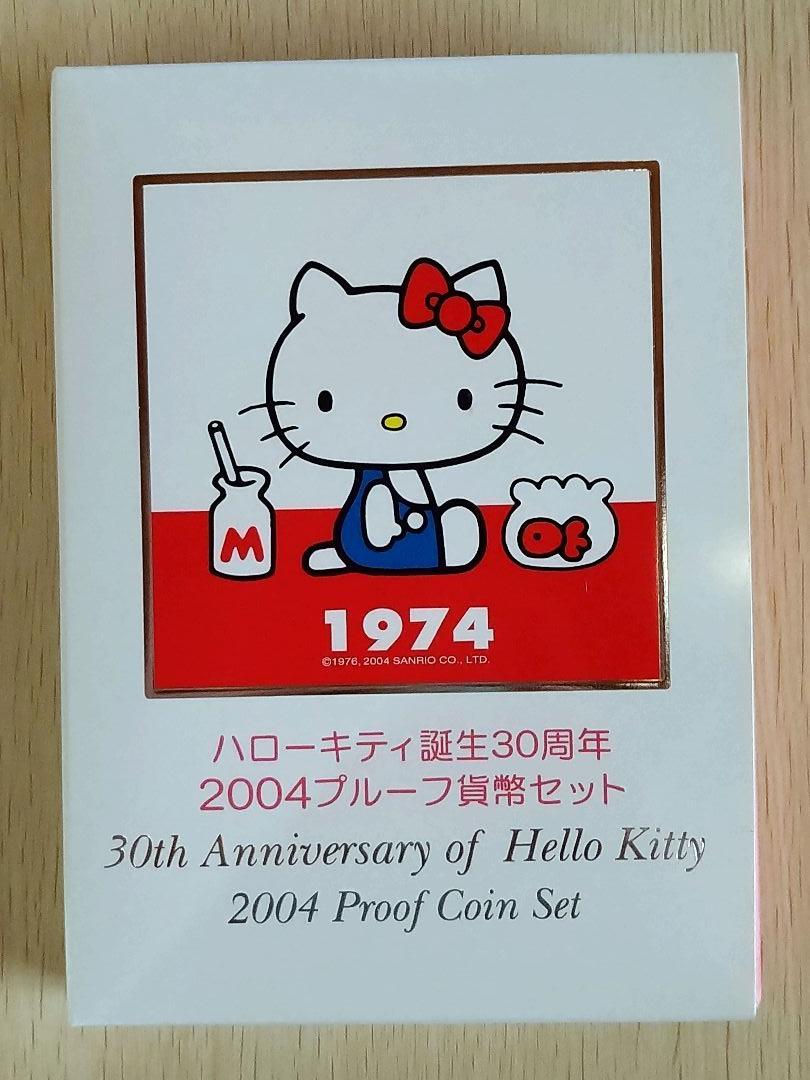 M
1974
©1976, 2004 SANRIO CO., LTD.
ハローキティ誕生30周年
2004プルーフ貨幣セット
30th Anniversary of Hello Kitty
2004 Proof Coin Set